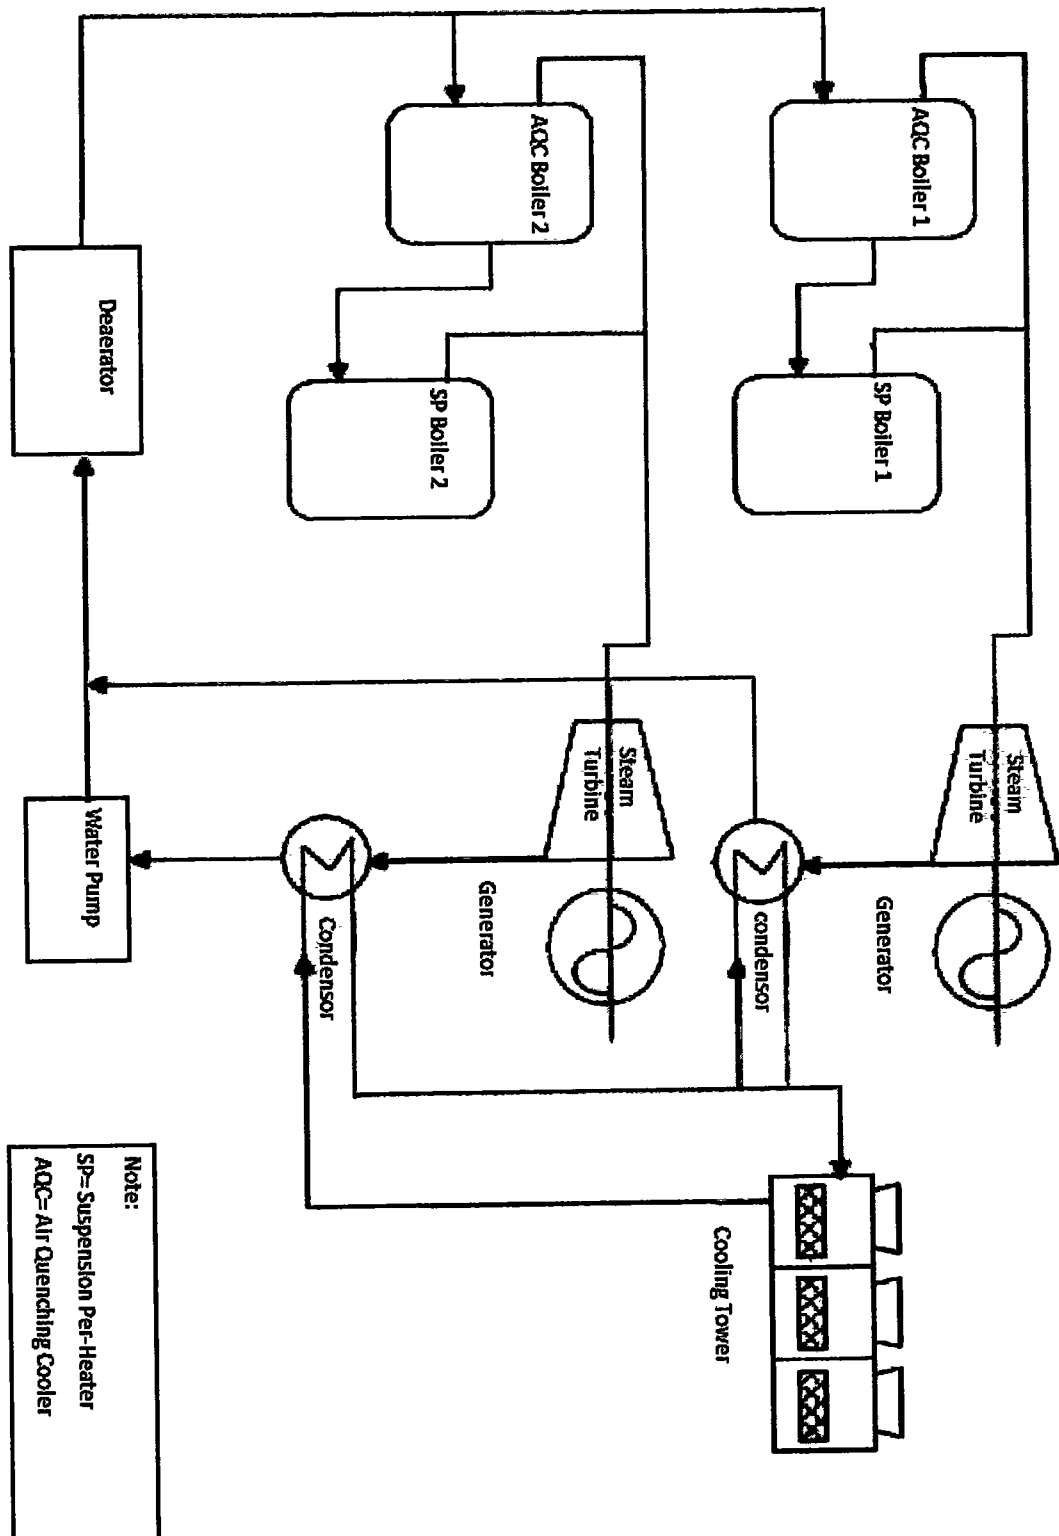 AQC Boiler 1
SP Boiler 1
Steam
Turbine
Generator
condensor
AQC Boiler 2
SP Boiler 2
Steam
Turbine
Generator
Condensor
Cooling Tower
Deaerator
Water Pump
Note:
SP= Suspension Per-Heater
AQC= Air Quenching Cooler